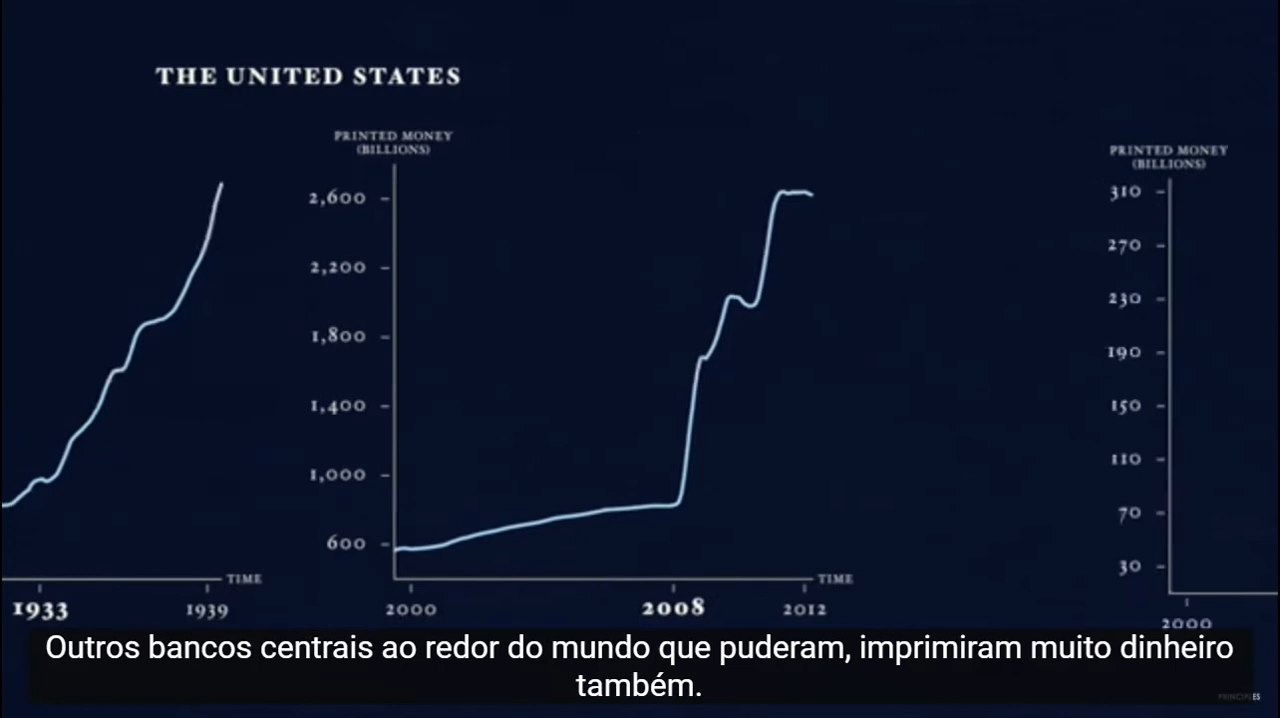 THE UNITED STATES
PRINTED MONEY
(BILLIONS)
2,600
2,200
1,800
1,400
1,000
600
TIME
1933
1939
TIME
2000
2008
2012
PRINTED MONEY
(BILLIONS)
310
270
230
190
150
110
70
30
2000
Outros bancos centrais ao redor do mundo que puderam, imprimiram muito dinheiro
também.
PRINCIPLES